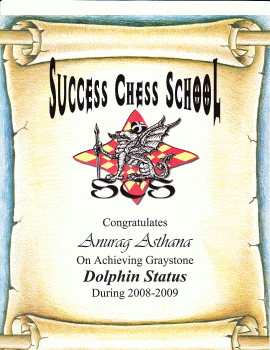 SUCCESS CHESS SCHOOL
SCS
Congratulates
Anurag Asthana
On Achieving Graystone
Dolphin Status
During 2008-2009